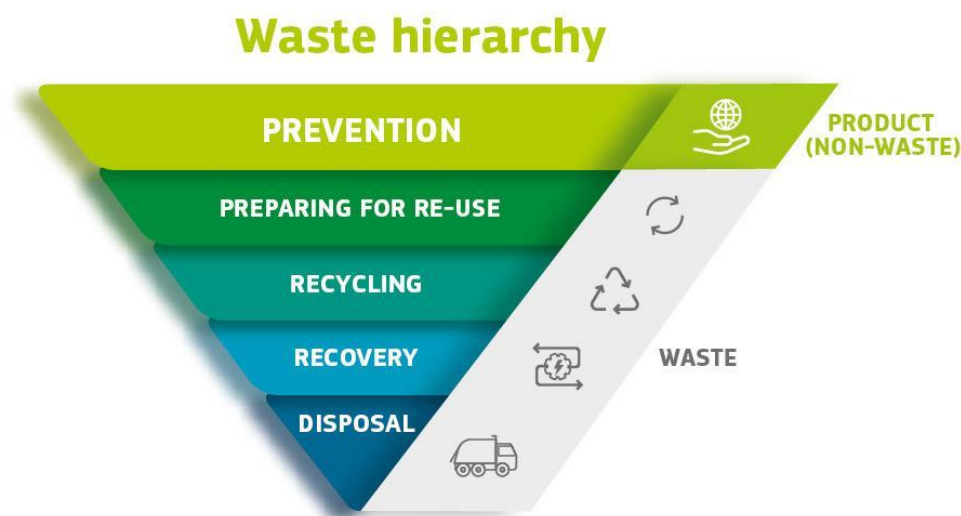 Waste hierarchy
PREVENTION
PRODUCT
(NON-WASTE)
PREPARING FOR RE-USE
RECYCLING
RECOVERY
WASTE
DISPOSAL